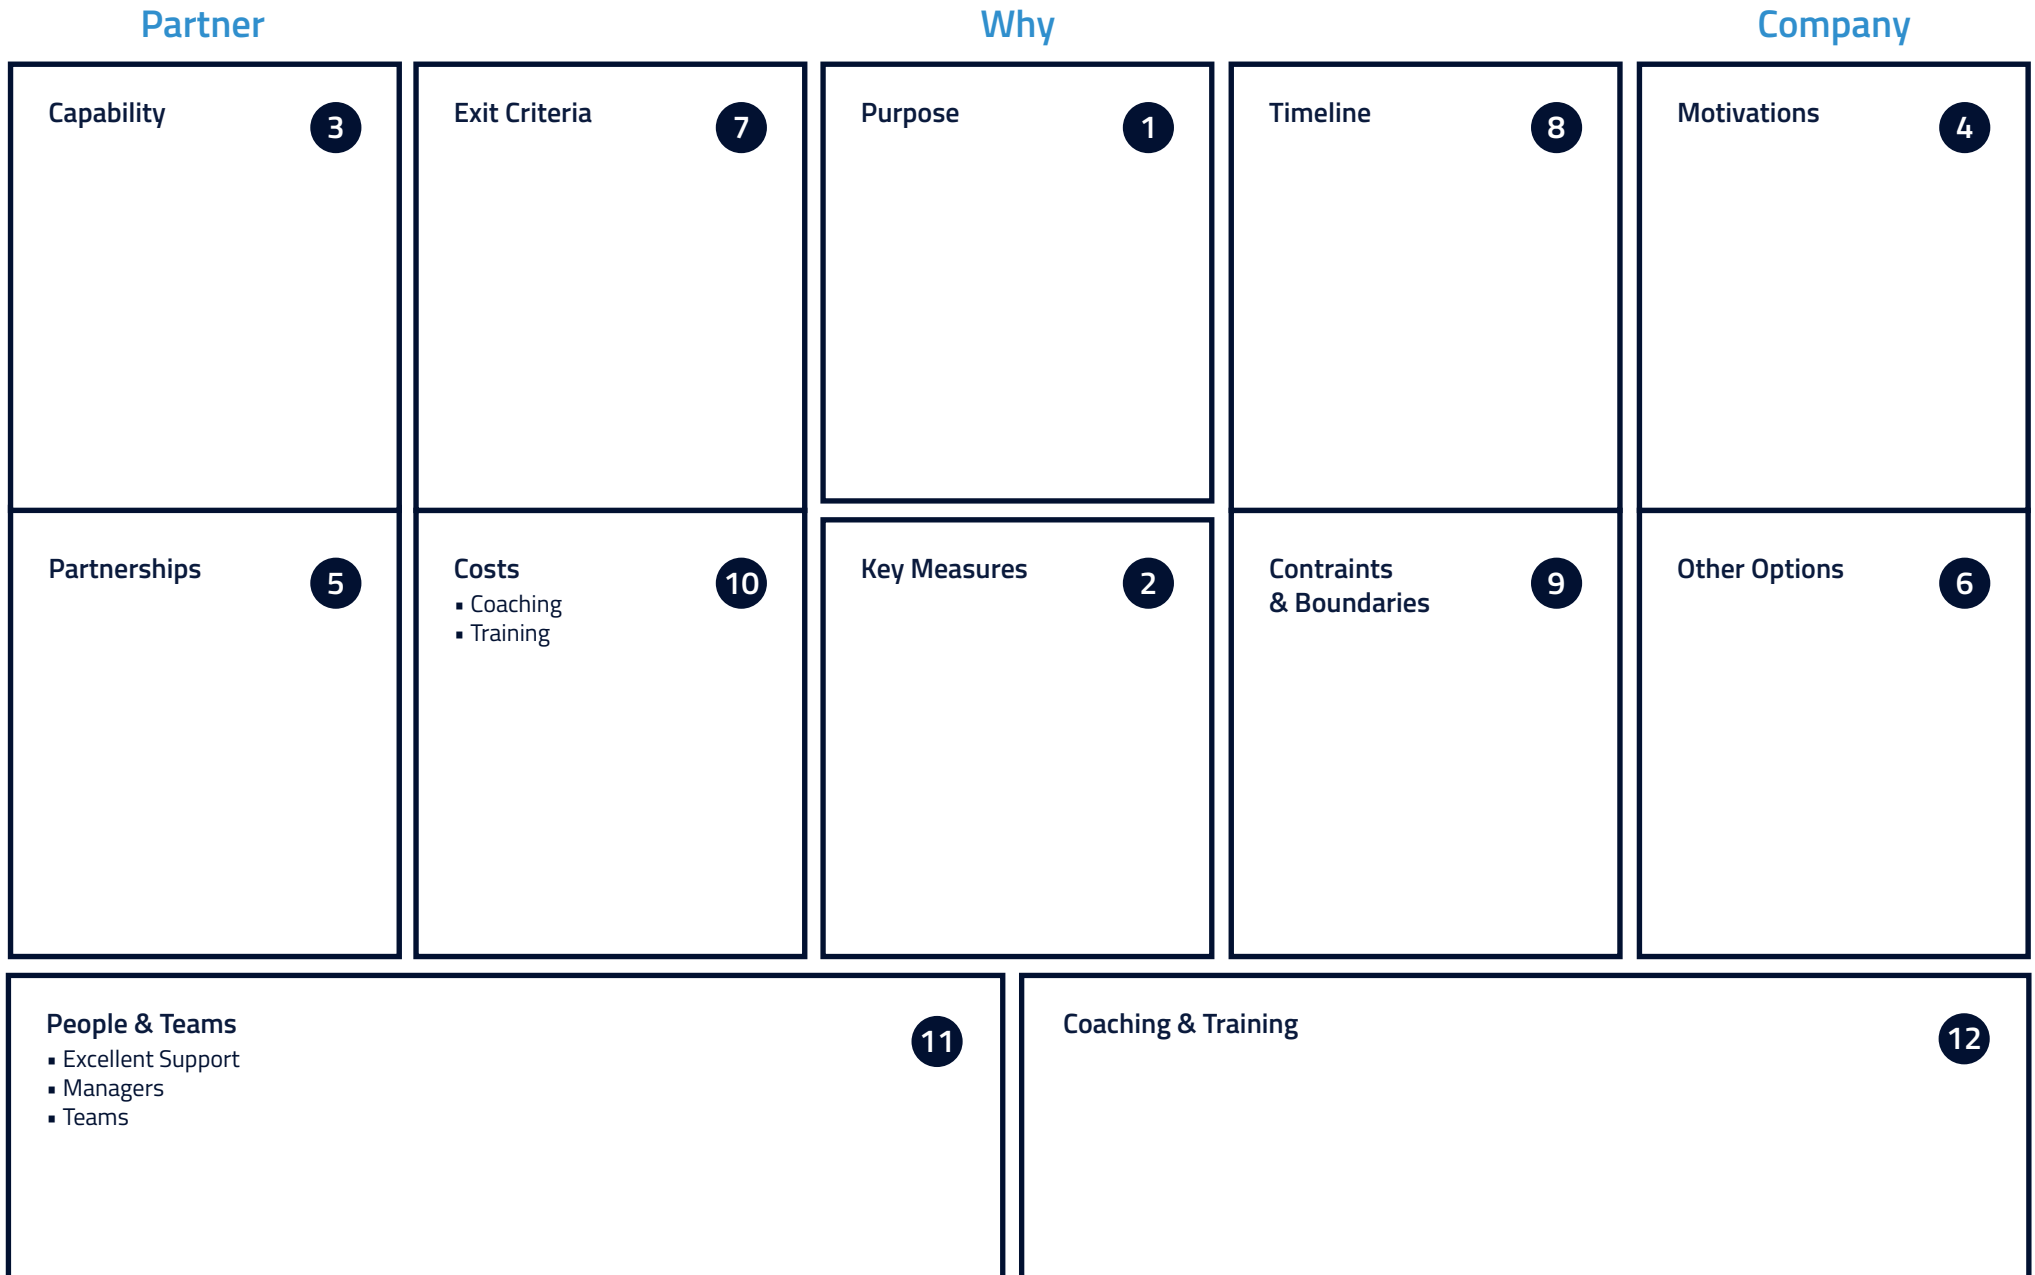 Partner
Why
Company
Capability
3
Exit Criteria
7
Purpose
1
Timeline
8
Motivations
4
Partnerships
5
Costs
10
▪ Coaching
▪ Training
Key Measures
2
Contraints
& Boundaries
9
Other Options
6
People & Teams
11
▪ Excellent Support
▪ Managers
▪ Teams
Coaching & Training
12